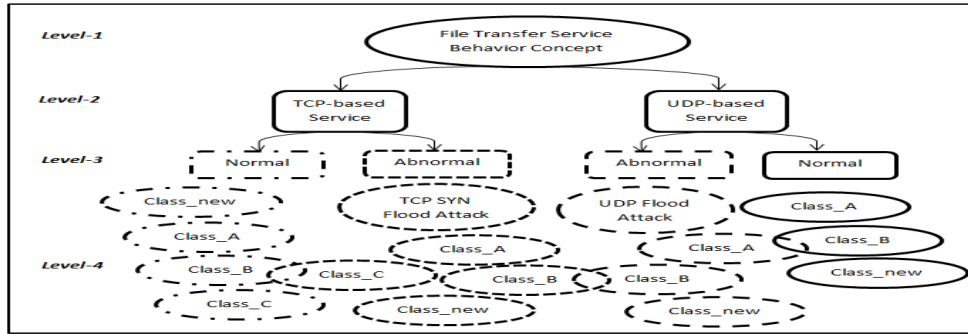 Level-1
File Transfer Service
Behavior Concept
Level-2
TCP-based
Service
UDP-based
Service
Level-3
Normal
Abnormal
Abnormal
Normal
Class_new
TCP SYN
Flood Attack
UDP Flood
Attack
Class_A
Class_A
Class_A
Class_A
Class_B
Level-4
Class_B
Class_C
Class_B
Class_B
Class_new
Class_C
Class_new
Class_new